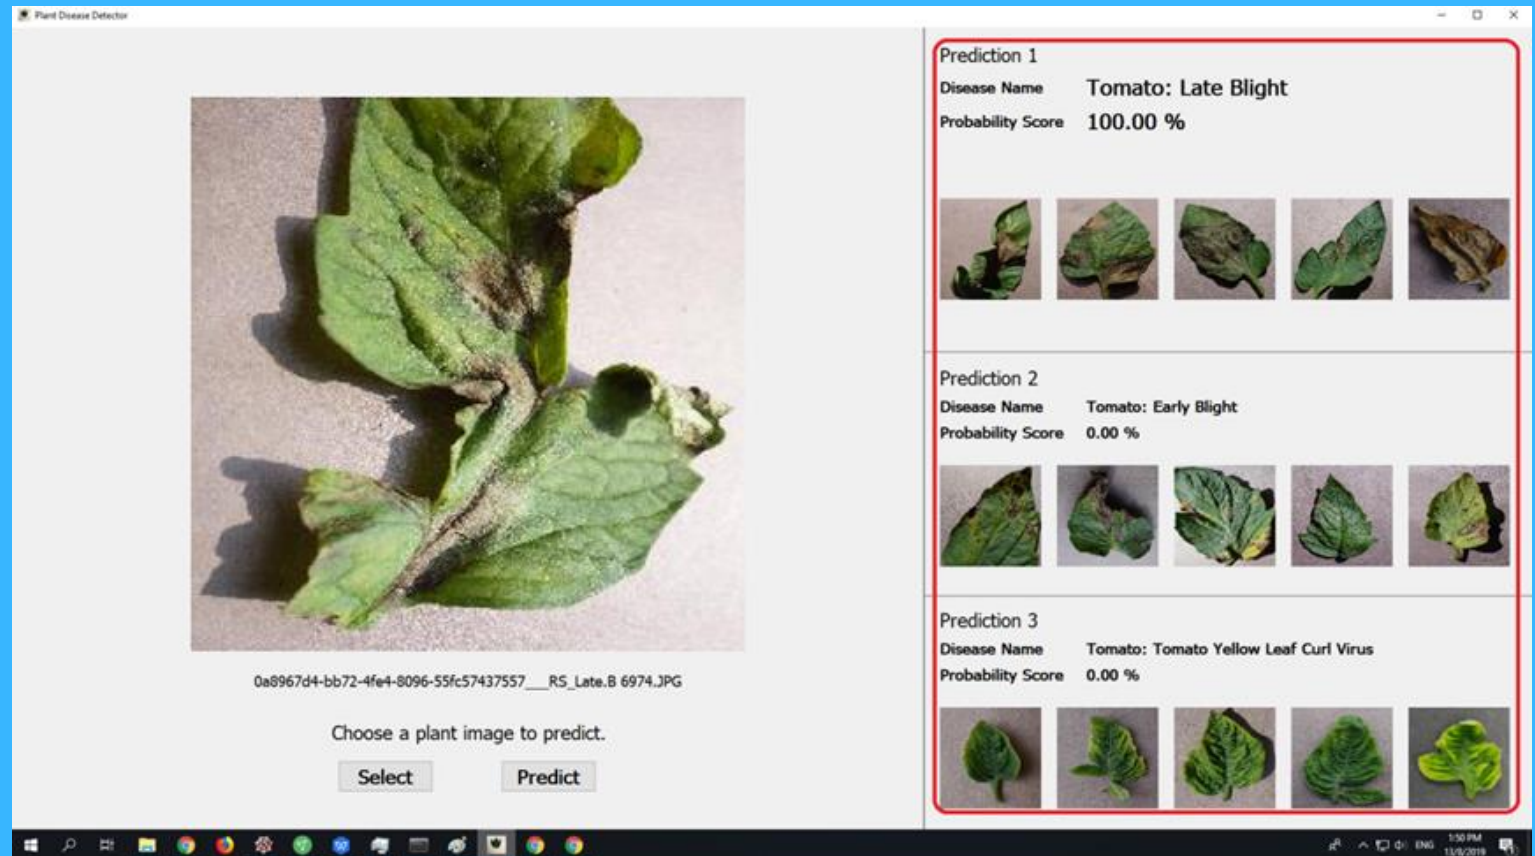 Plant Disease Detector
0a8967d4-bb72-4fe4-8096-55fc57437557___RS_Late.B 6974.JPG
Choose a plant image to predict.
Select
Predict
Prediction 1
Disease Name Tomato: Late Blight
Probability Score 100.00 %
Prediction 2
Disease Name Tomato: Early Blight
Probability Score 0.00 %
Prediction 3
Disease Name Tomato: Tomato Yellow Leaf Curl Virus
Probability Score 0.00 %
ENG
1:50 PM
13/8/2019